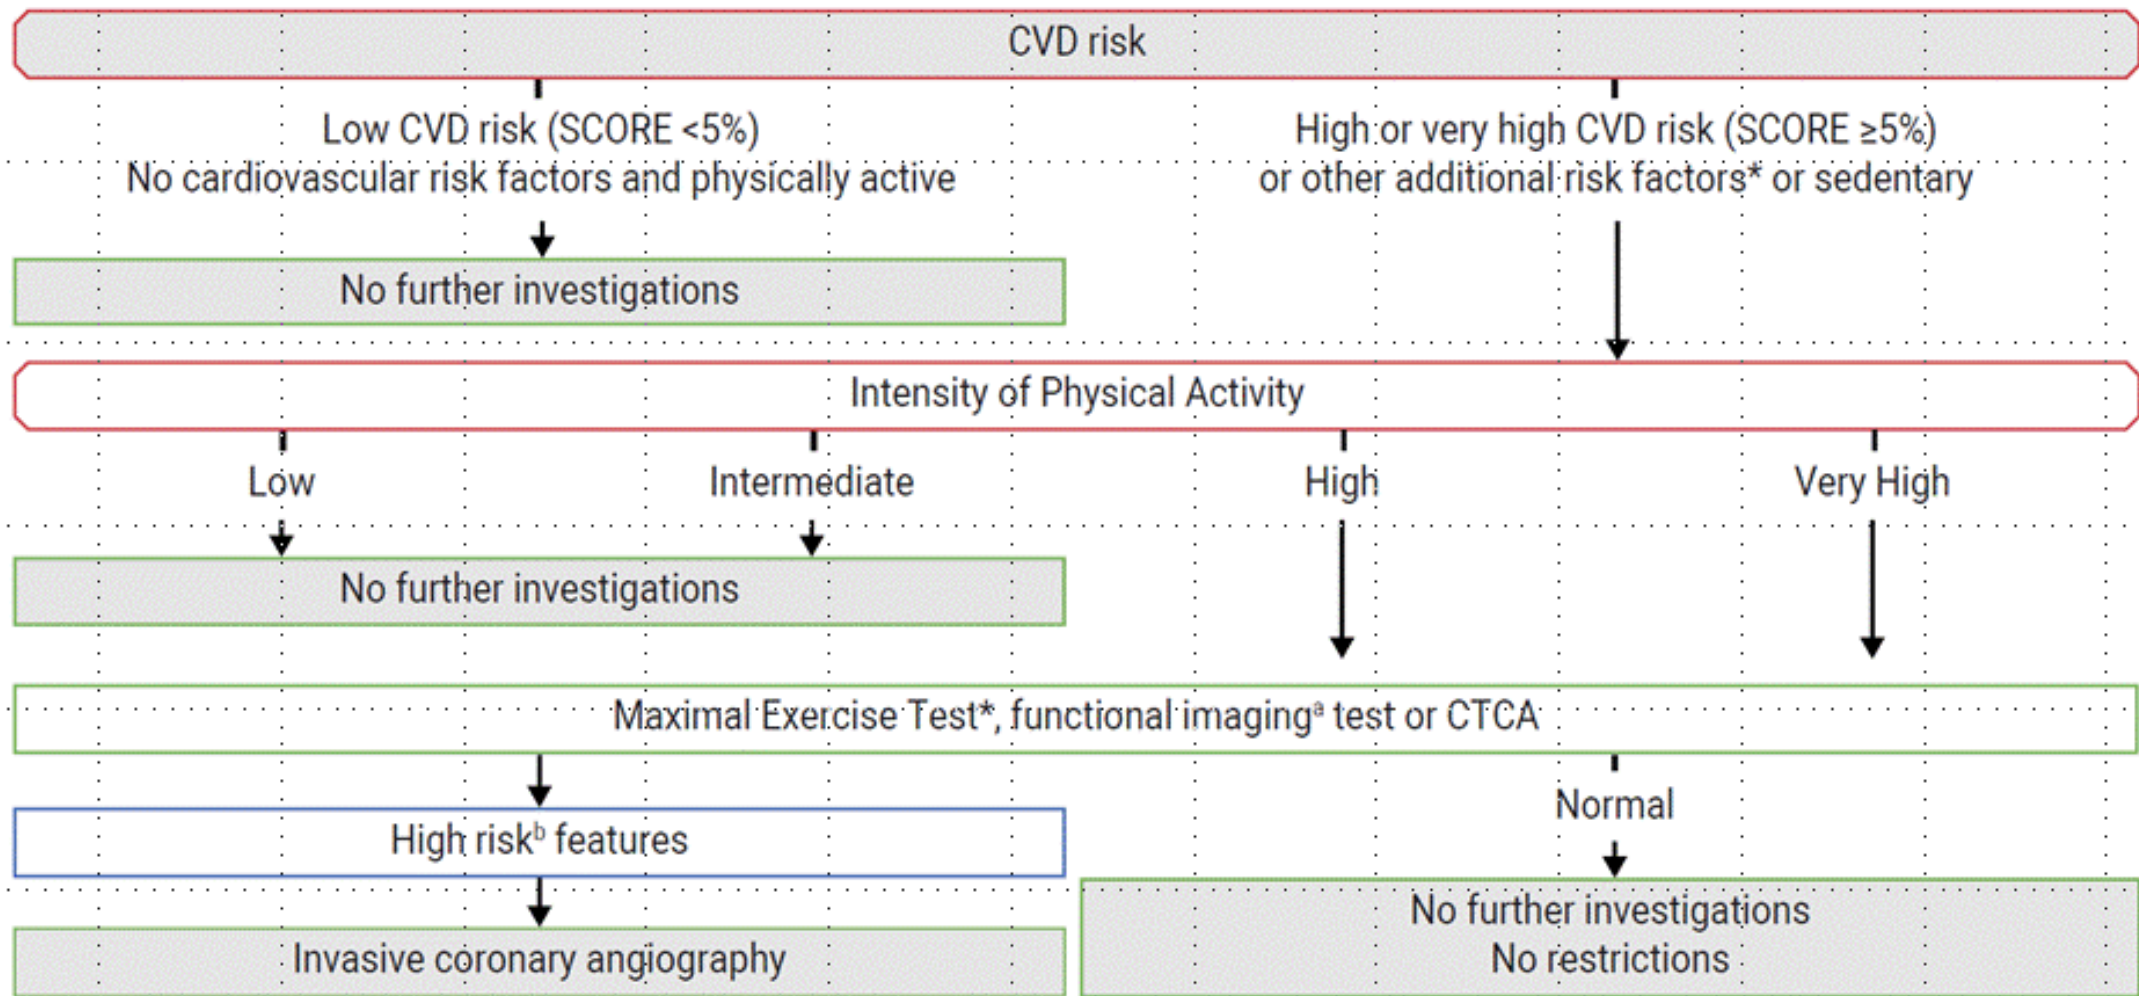 CVD risk
Low CVD risk (SCORE <5%)
No cardiovascular risk factors and physically active
High or very high CVD risk (SCORE ≥5%)
or other additional risk factors* or sedentary
No further investigations
Intensity of Physical Activity
Low
Intermediate
High
Very High
No further investigations
Maximal Exercise Test*, functional imagingᵃ test or CTCA
High riskᵇ features
Normal
Invasive coronary angiography
No further investigations
No restrictions